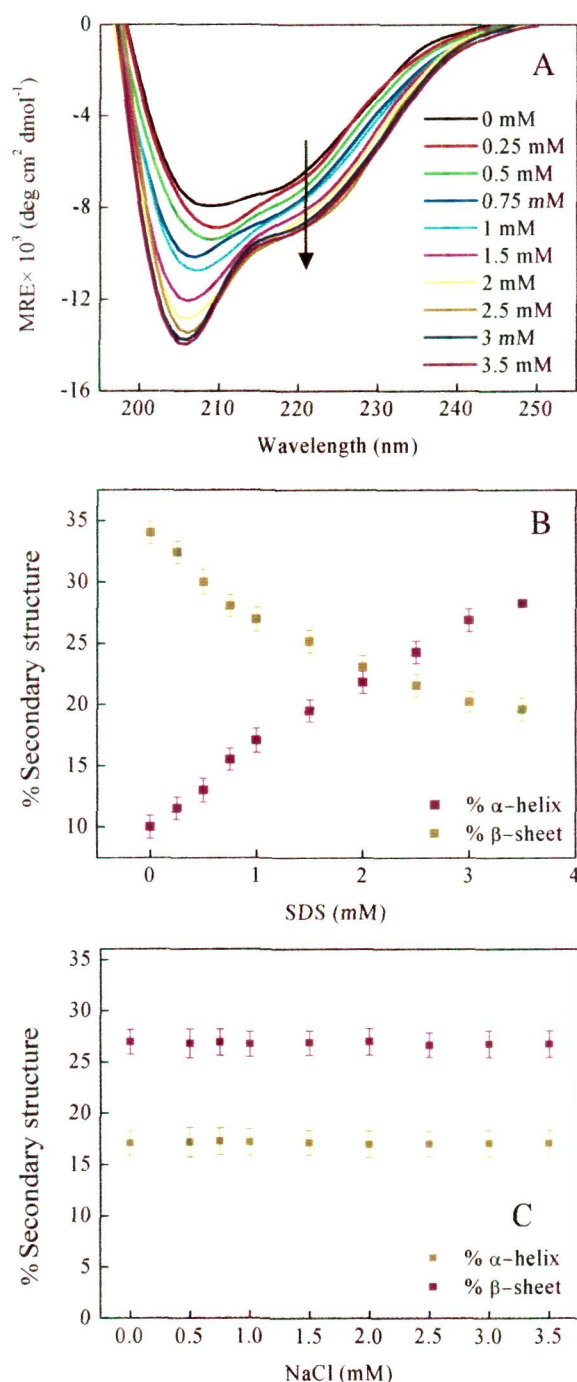 0
-4
-8
-12
-16
MRE× 10³ (deg cm² dmol⁻¹)
A
0 mM
0.25 mM
0.5 mM
0.75 mM
1 mM
1.5 mM
2 mM
2.5 mM
3 mM
3.5 mM
200 210 220 230 240 250
Wavelength (nm)
35
30
25
20
15
10
% Secondary structure
B
% α-helix
% β-sheet
0 1 2 3 4
SDS (mM)
35
30
25
20
15
10
5
0
% Secondary structure
C
% α-helix
% β-sheet
0.0 0.5 1.0 1.5 2.0 2.5 3.0 3.5
NaCl (mM)